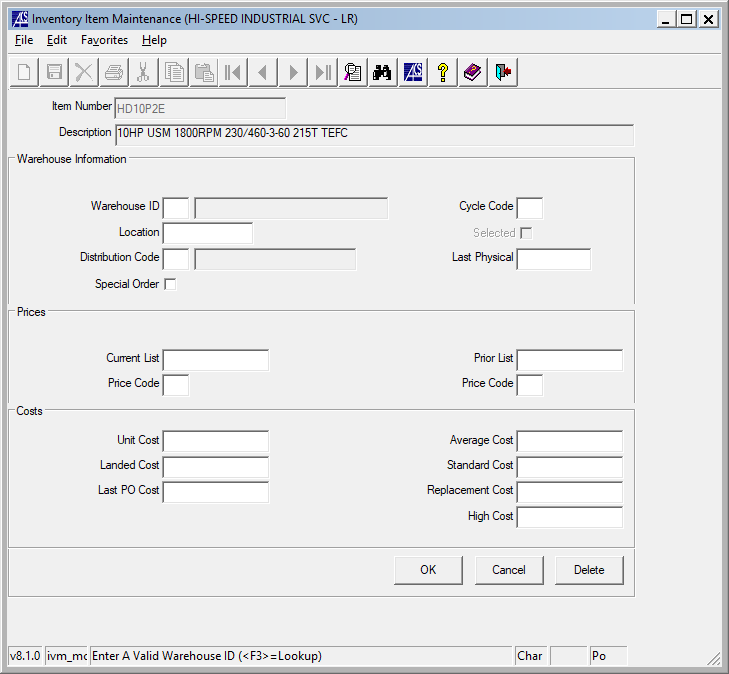 Inventory Item Maintenance (HI-SPEED INDUSTRIAL SVC - LR)
File Edit Favorites Help
Item Number HD10P2E
Description 10HP USM 1800RPM 230/460-3-60 215T TEFC
Warehouse Information
Warehouse ID Cycle Code
Location Selected
Distribution Code Last Physical
Special Order
Prices
Current List Prior List
Price Code Price Code
Costs
Unit Cost Average Cost
Landed Cost Standard Cost
Last PO Cost Replacement Cost
High Cost
OK Cancel Delete
v8.1.0 ivm_mc Enter A Valid Warehouse ID (<F3>=Lookup) Char Po